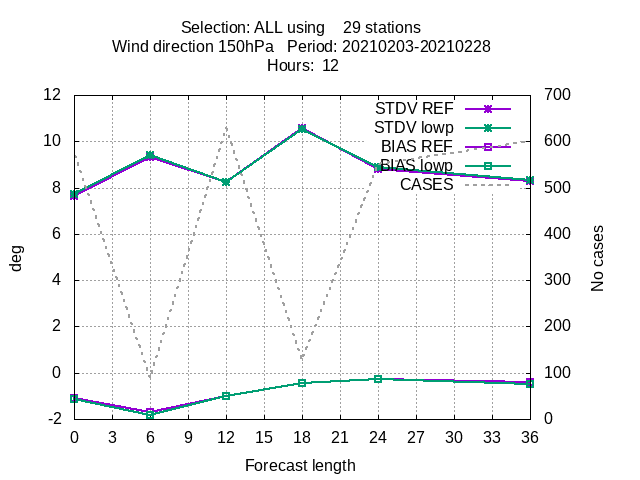 Selection: ALL using    29 stations
Wind direction 150hPa   Period: 20210203-20210228
Hours:  12
STDV REF
STDV lowp
BIAS REF
BIAS lowp
CASES
12
10
8
6
4
2
0
-2
deg
700
600
500
400
300
200
100
0
No cases
0 3 6 9 12 15 18 21 24 27 30 33 36
Forecast length